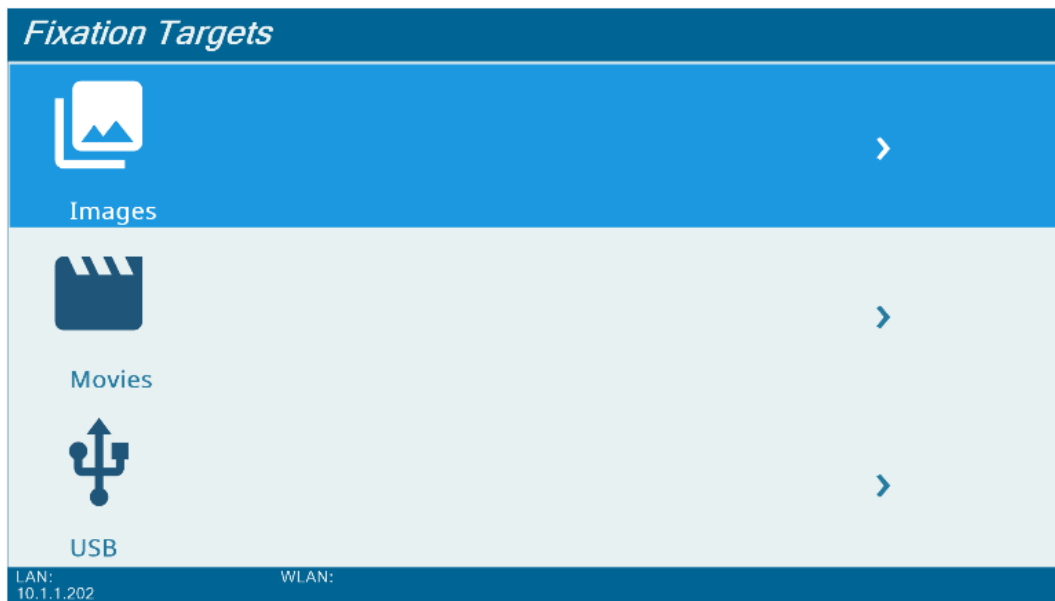 Fixation Targets
Images
Movies
USB
LAN: WLAN:
10.1.1.202